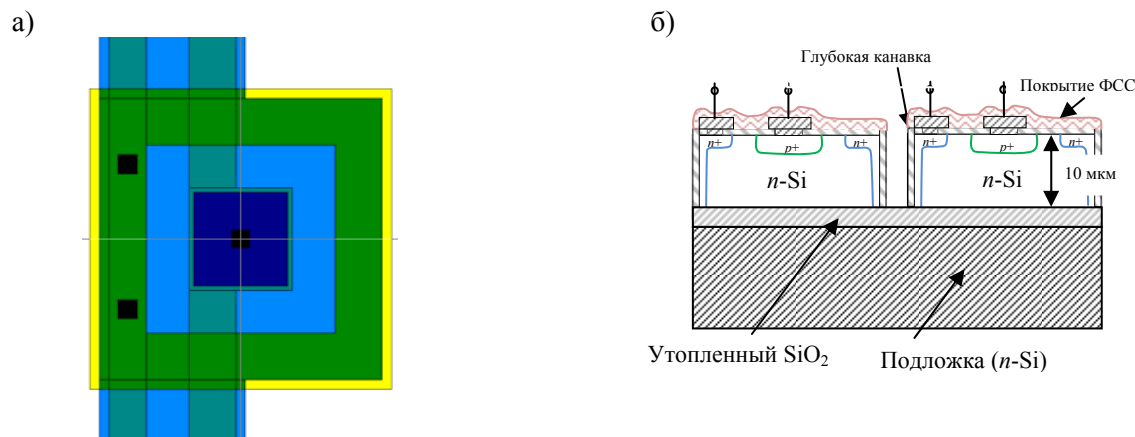 а)
б)
Глубокая канавка
Покрытие ФСС
n+
p+
n+
n+
p+
n+
n-Si
n-Si
10 мкм
Утопленный SiO₂
Подложка (n-Si)